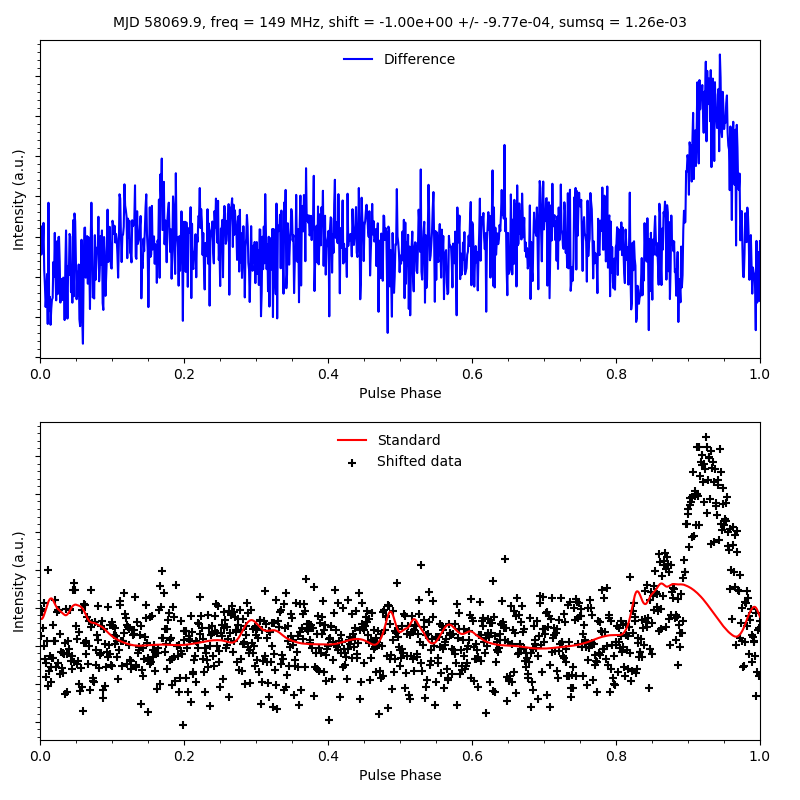 MJD 58069.9, freq = 149 MHz, shift = -1.00e+00 +/- -9.77e-04, sumsq = 1.26e-03
Difference
Intensity (a.u.)
0.0 0.2 0.4 0.6 0.8 1.0
Pulse Phase
Standard
Shifted data
Intensity (a.u.)
0.0 0.2 0.4 0.6 0.8 1.0
Pulse Phase